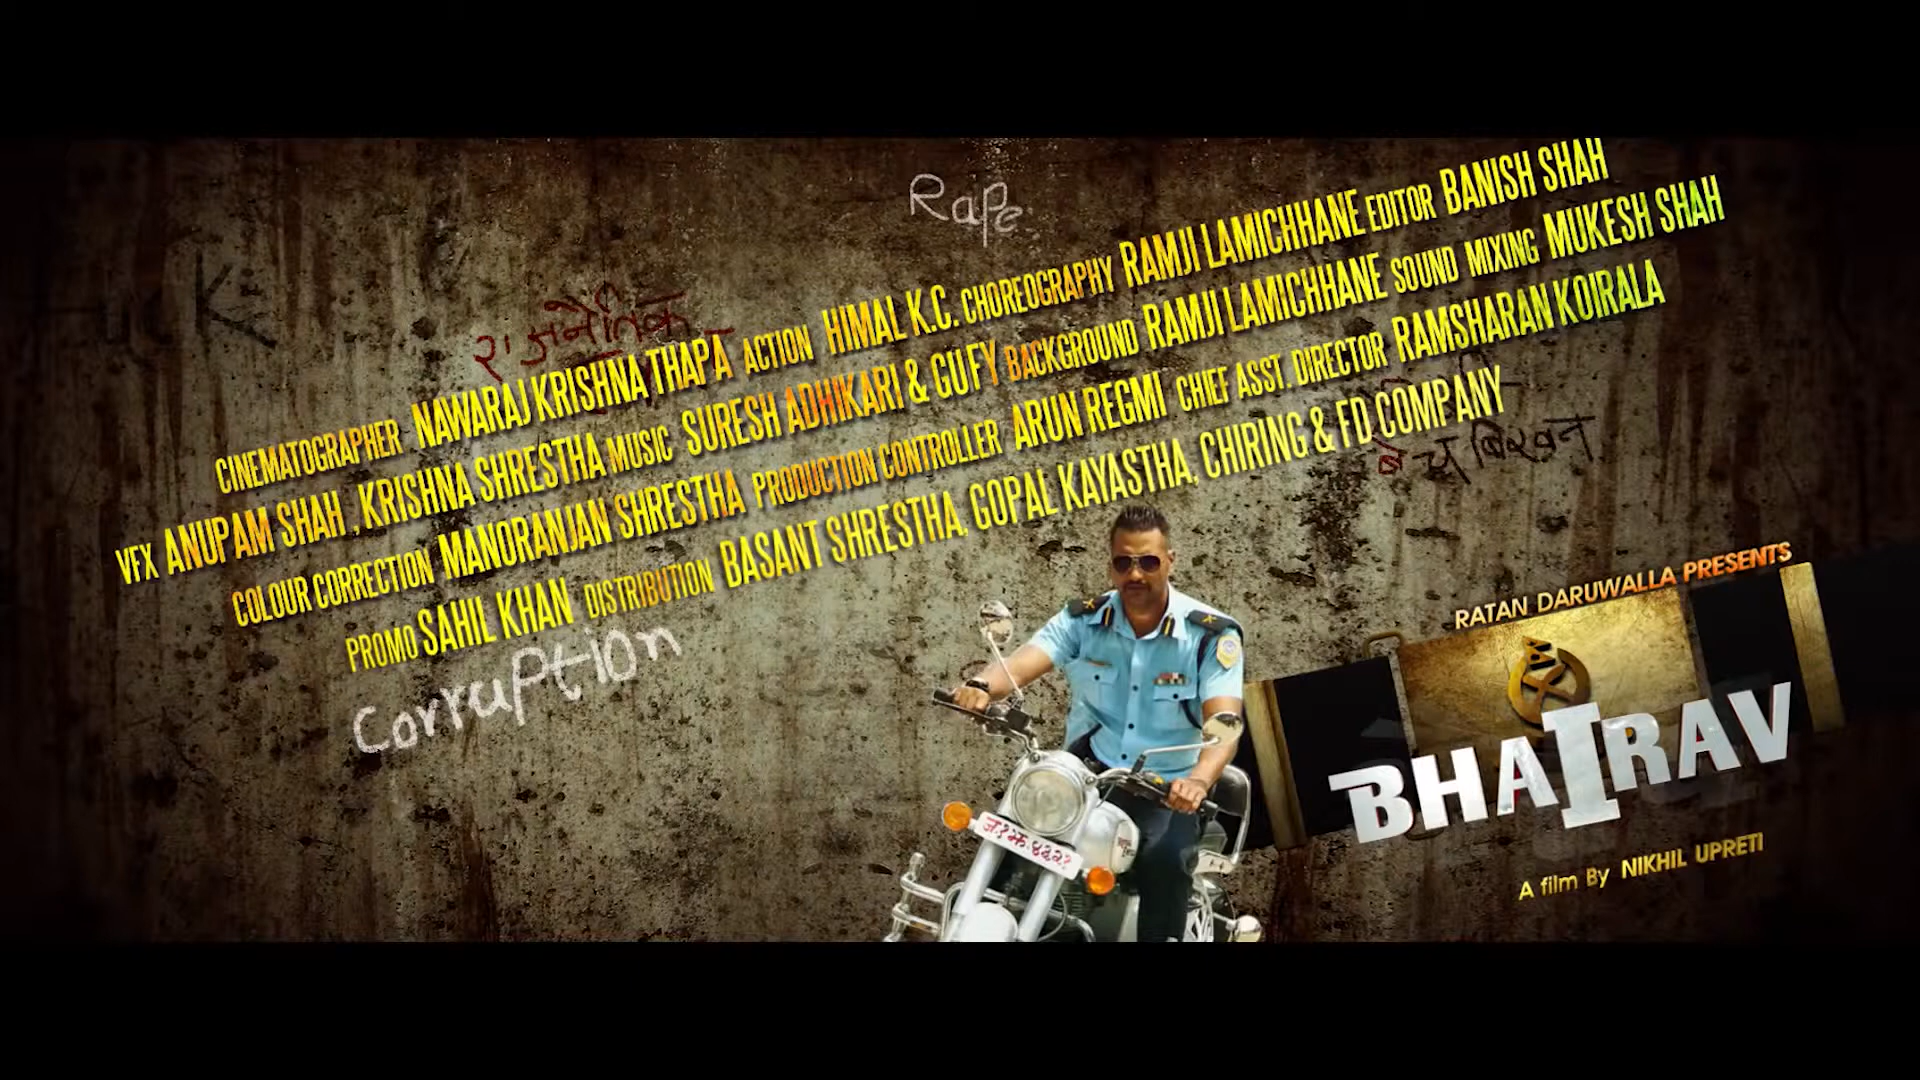 Rape
राजनैतिक
CINEMATOGRAPHER NAWARAJ KRISHNA THAPA ACTION HIMAL K.C. CHOREOGRAPHY RAMJI LAMICHHANE EDITOR BANISH SHAH
VFX ANUPAM SHAH , KRISHNA SHRESTHA MUSIC SURESH ADHIKARI & GUFY BACKGROUND RAMJI LAMICHHANE SOUND MIXING MUKESH SHAH
COLOUR CORRECTION MANORANJAN SHRESTHA PRODUCTION CONTROLLER ARUN REGMI CHIEF ASST. DIRECTOR RAMSHARAN KOIRALA
PROMO SAHIL KHAN DISTRIBUTION BASANT SHRESTHA, GOPAL KAYASTHA, CHIRING & FD COMPANY
चेलीबेटी
बेचबिखन
Corruption
RATAN DARUWALLA PRESENTS
BHAIRAV
A film By NIKHIL UPRETI